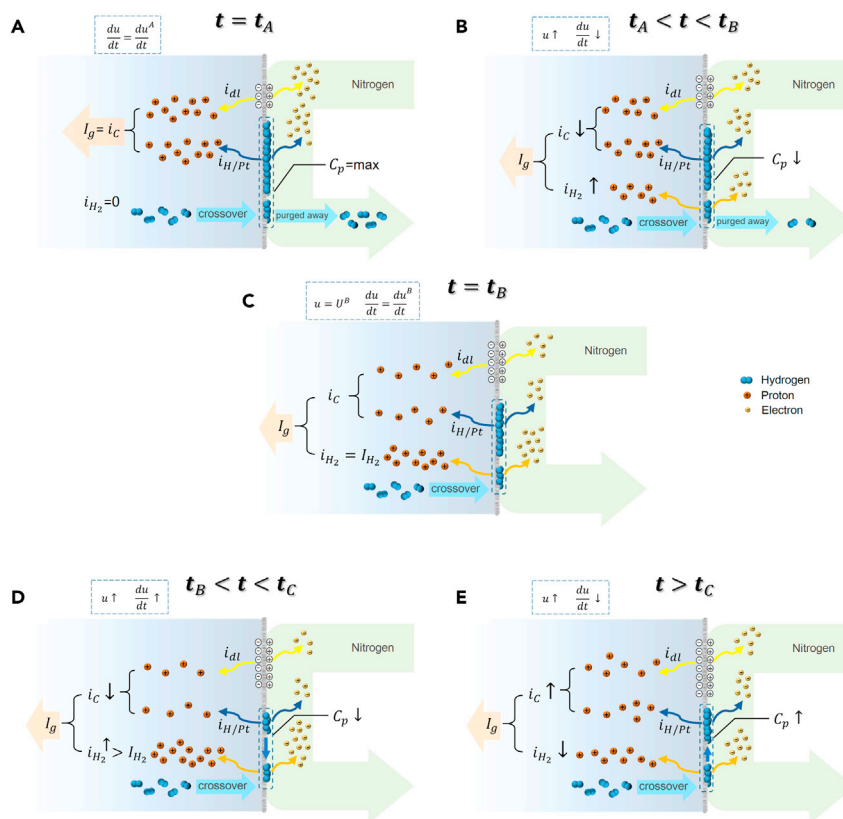 A
t = t_A
du/dt = du^A/dt
i_dl
Nitrogen
I_g = i_C
i_H/Pt
C_p =max
i_H₂ =0
crossover
purged away
B
t_A < t < t_B
u ↑ du/dt ↓
i_dl
Nitrogen
i_C ↓
I_g
i_H/Pt
C_p ↓
i_H₂ ↑
crossover
purged away
C
t = t_B
u = U^B du/dt = du^B/dt
i_dl
Nitrogen
i_C
I_g
i_H/Pt
i_H₂ = I_H₂
crossover
Hydrogen
Proton
Electron
D
t_B < t < t_C
u ↑ du/dt ↑
i_dl
Nitrogen
i_C ↓
I_g
i_H/Pt
C_p ↓
i_H₂ ↑ > I_H₂
crossover
E
t > t_C
u ↑ du/dt ↓
i_dl
Nitrogen
i_C ↑
I_g
i_H/Pt
C_p ↑
i_H₂ ↓
crossover